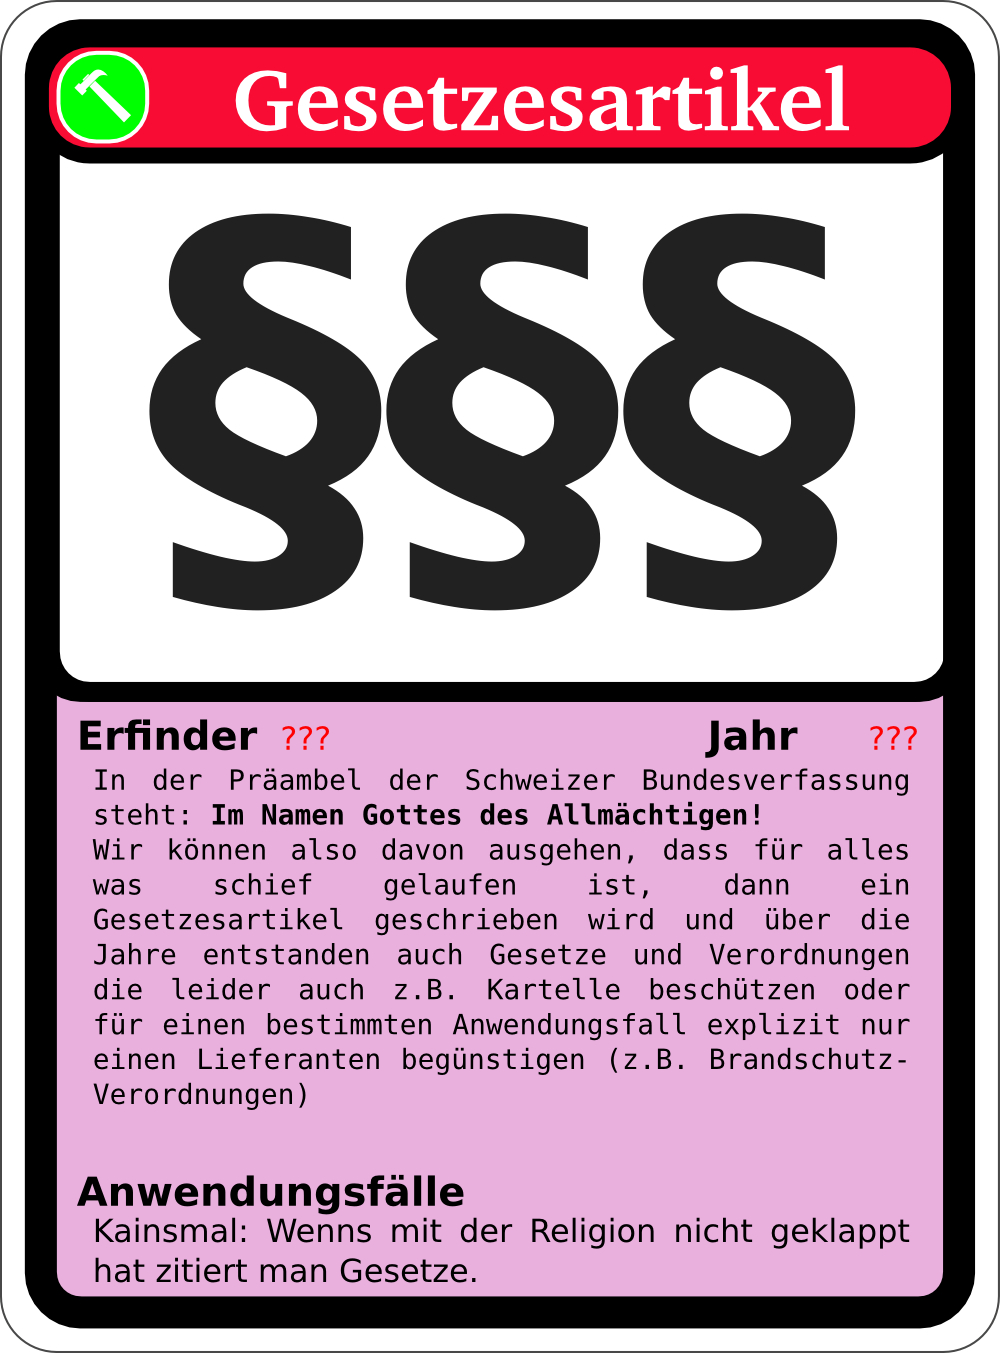 Gesetzesartikel
§§§
Erfinder ??? Jahr ???
In der Präambel der Schweizer Bundesverfassung
steht: Im Namen Gottes des Allmächtigen!
Wir können also davon ausgehen, dass für alles
was schief gelaufen ist, dann ein
Gesetzesartikel geschrieben wird und über die
Jahre entstanden auch Gesetze und Verordnungen
die leider auch z.B. Kartelle beschützen oder
für einen bestimmten Anwendungsfall explizit nur
einen Lieferanten begünstigen (z.B. Brandschutz-
Verordnungen)
Anwendungsfälle
Kainsmal: Wenns mit der Religion nicht geklappt
hat zitiert man Gesetze.